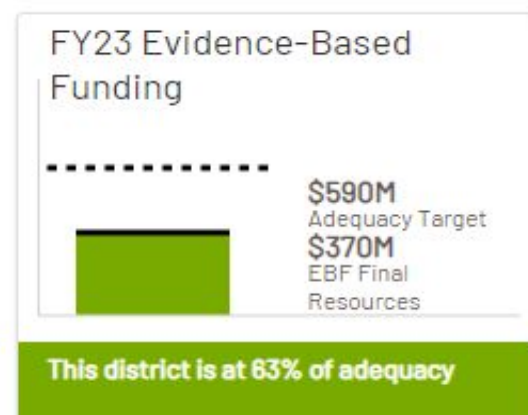 FY23 Evidence-Based
Funding
$590M
Adequacy Target
$370M
EBF Final
Resources
This district is at 63% of adequacy